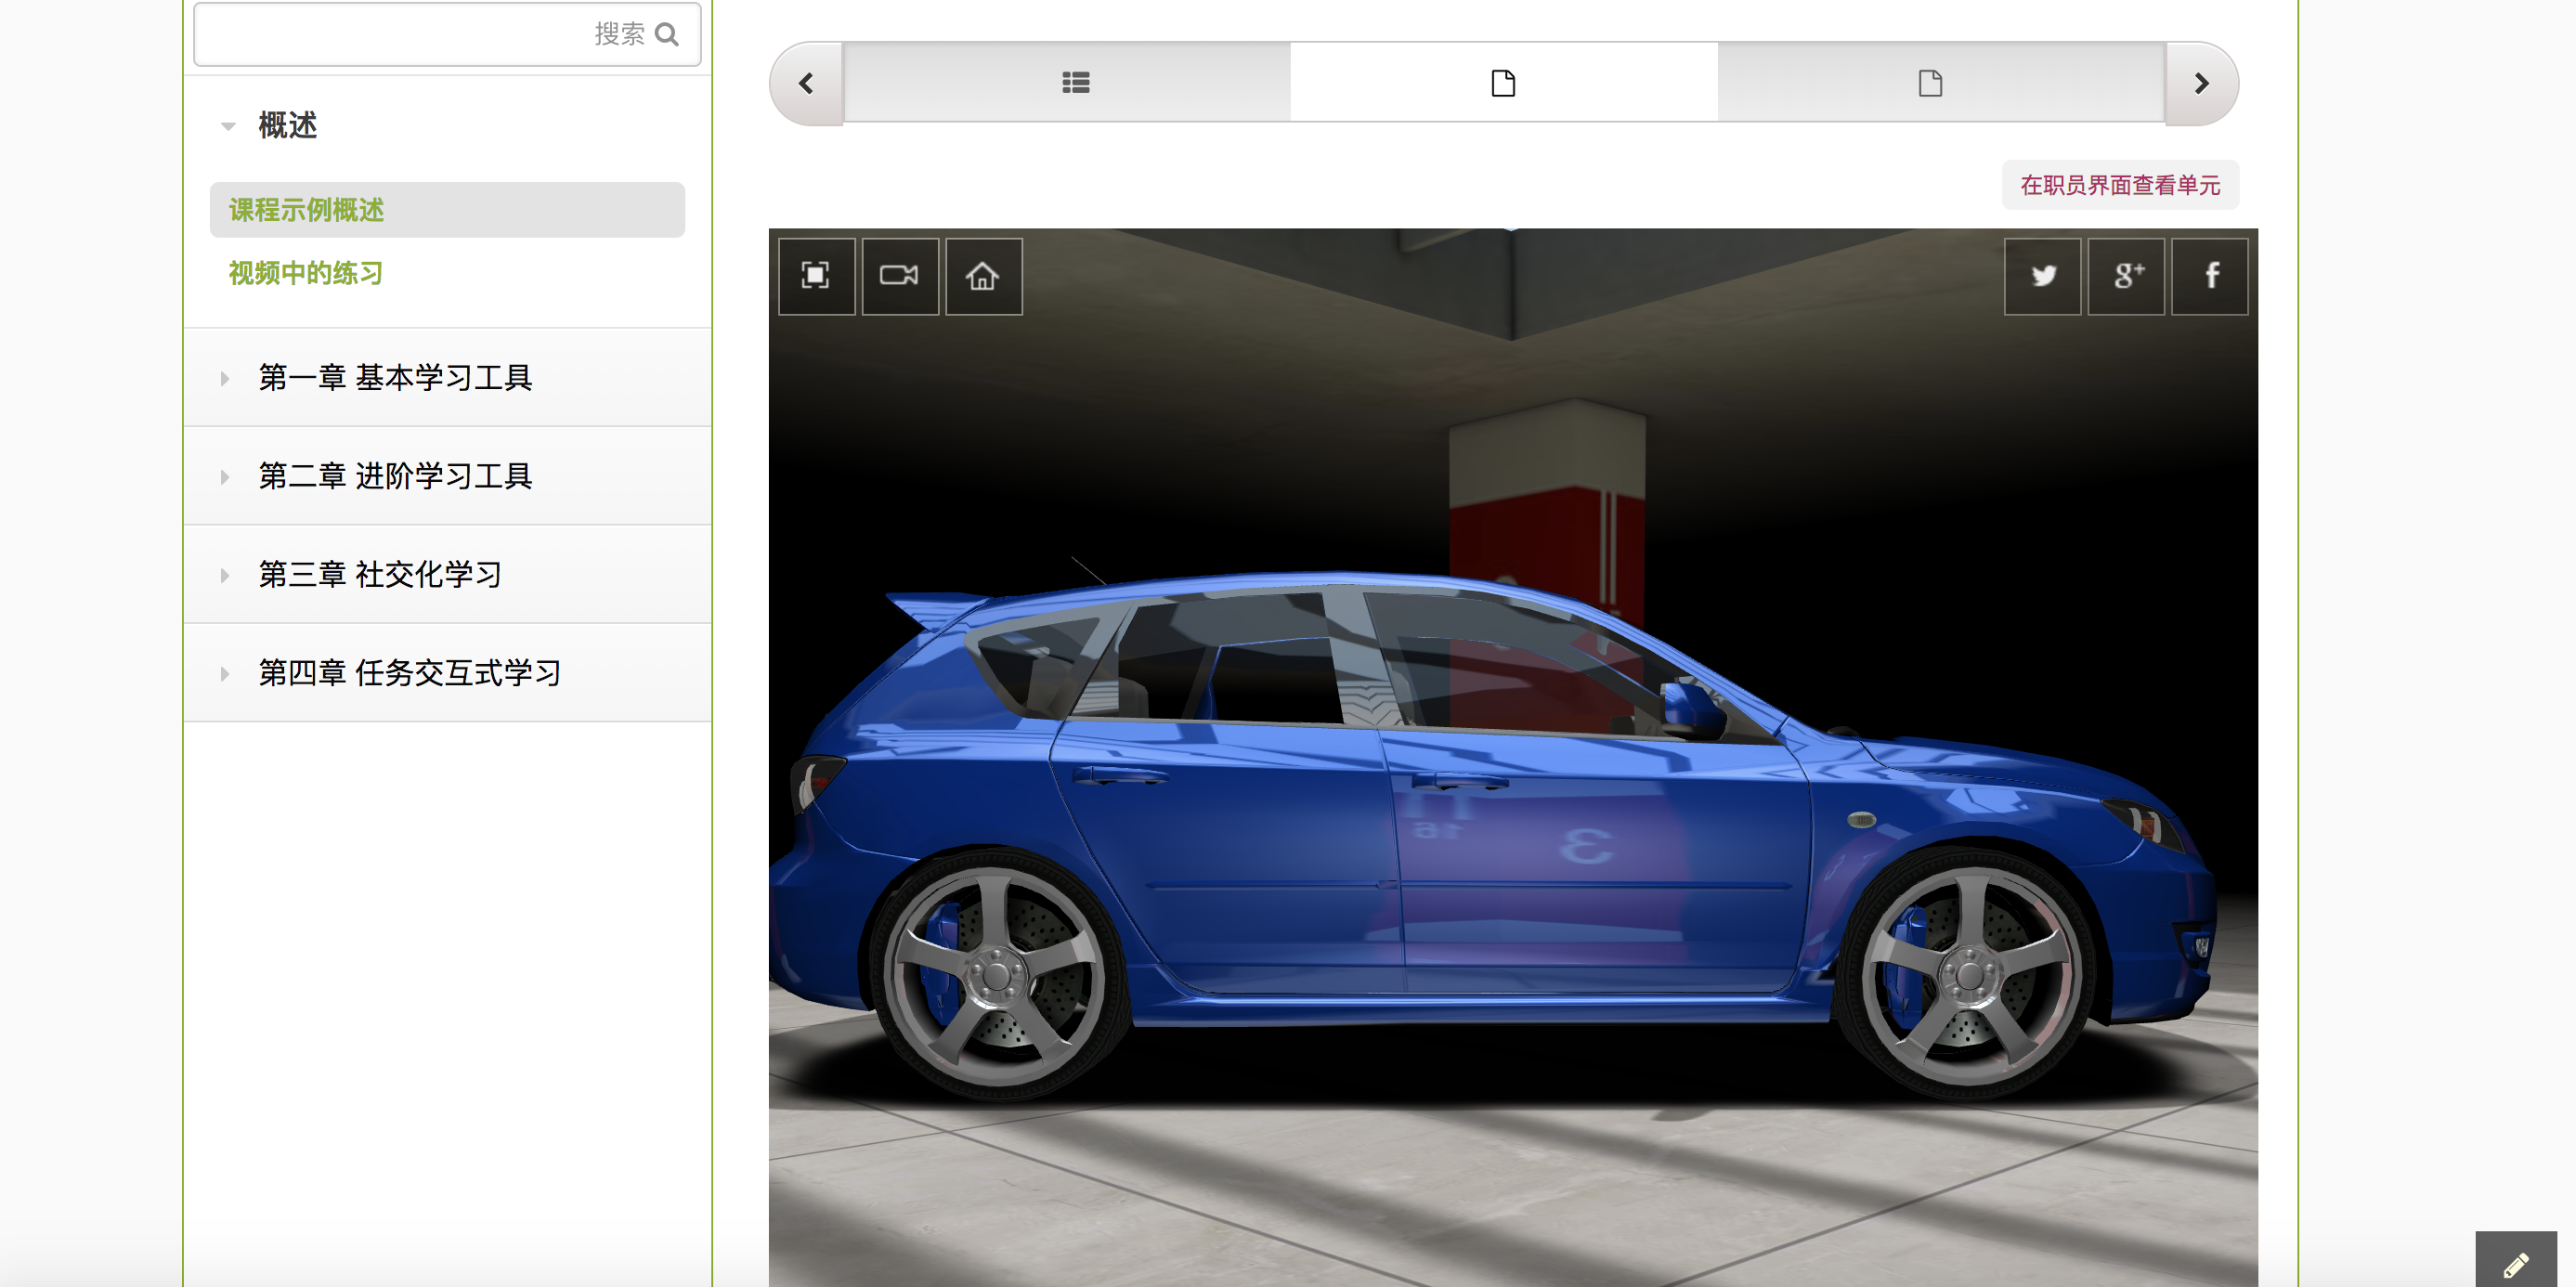 搜索
概述
课程示例概述
视频中的练习
第一章 基本学习工具
第二章 进阶学习工具
第三章 社交化学习
第四章 任务交互式学习
在职员界面查看单元
g+
f
3